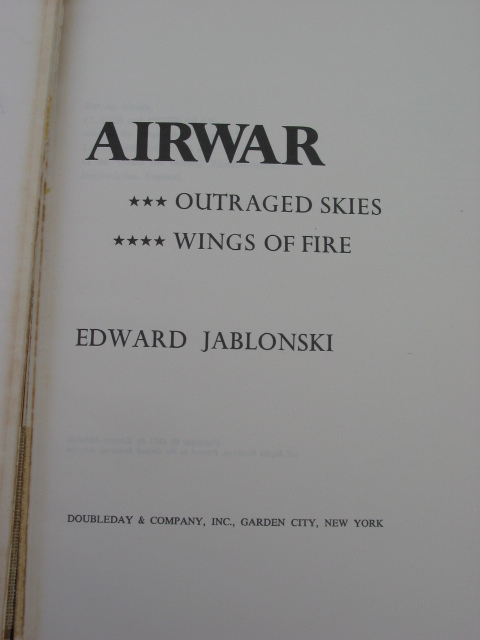 AIRWAR
★★★ OUTRAGED SKIES
★★★★ WINGS OF FIRE
EDWARD JABLONSKI
DOUBLEDAY & COMPANY, INC., GARDEN CITY, NEW YORK